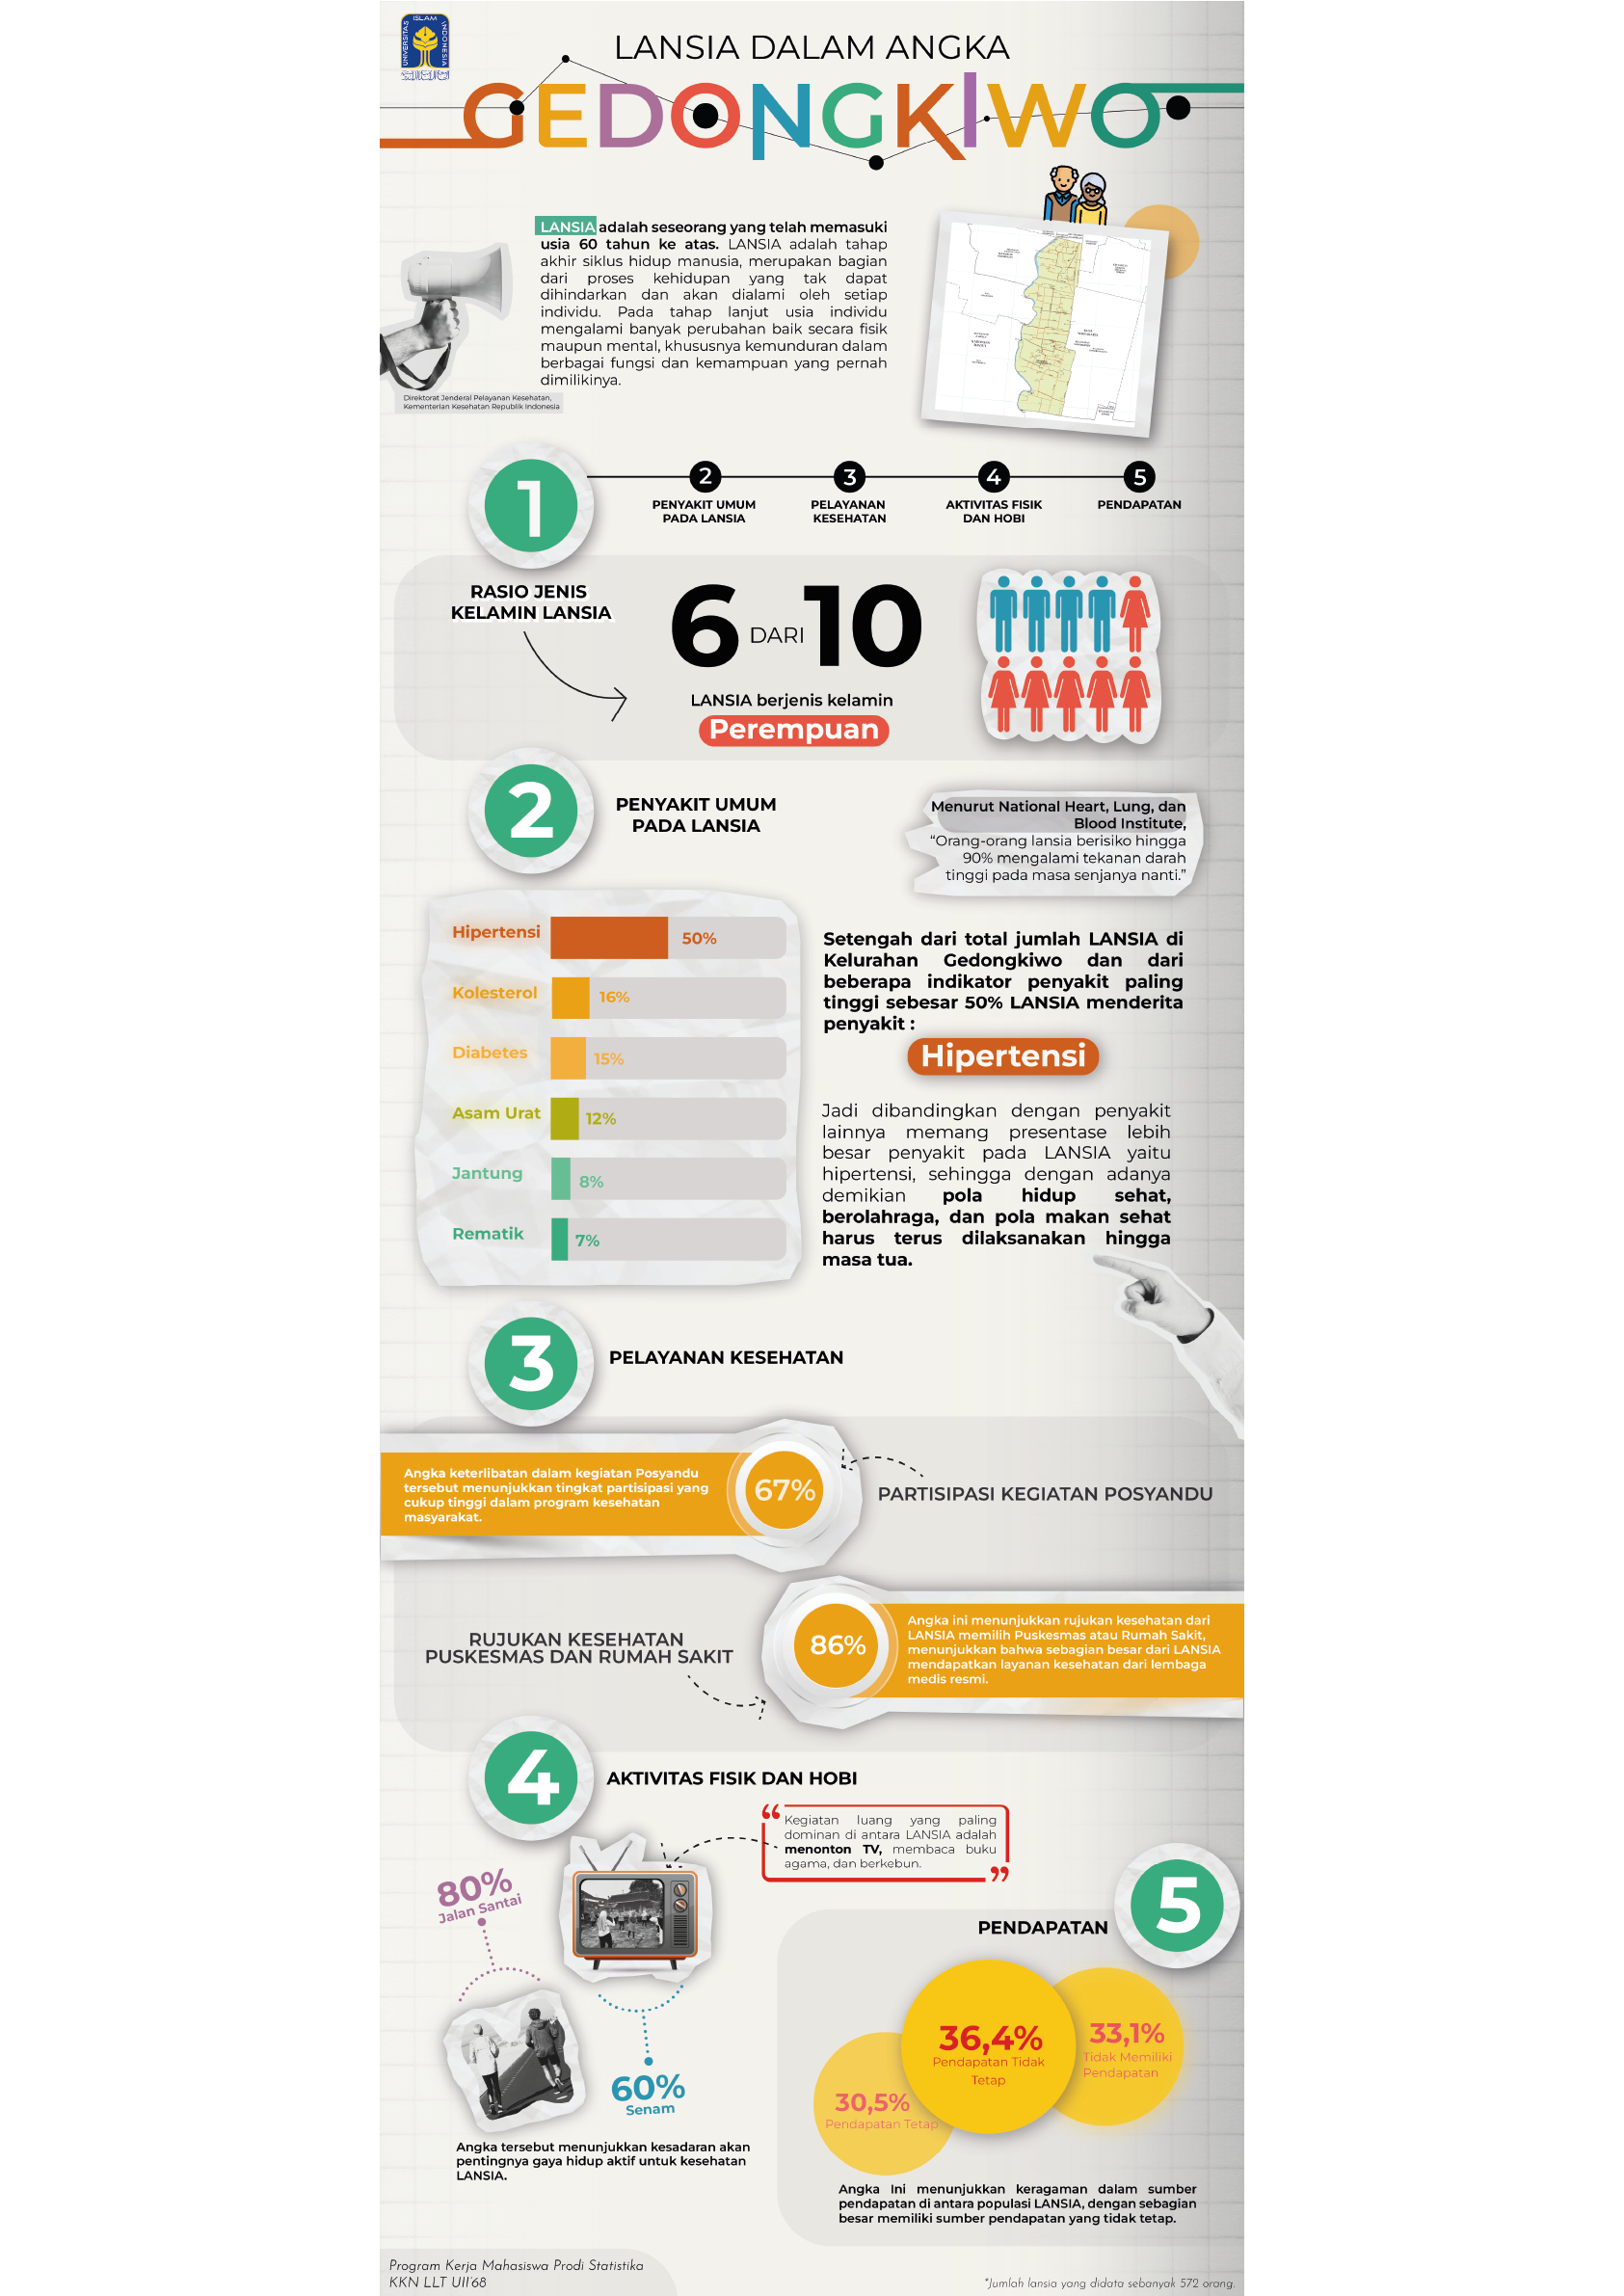 UNIVERSITAS
ISLAM
INDONESIA
LANSIA DALAM ANGKA
GEDONGKIWO
LANSIA adalah seseorang yang telah memasuki
usia 60 tahun ke atas. LANSIA adalah tahap
akhir siklus hidup manusia, merupakan bagian
dari proses kehidupan yang tak dapat
dihindarkan dan akan dialami oleh setiap
individu. Pada tahap lanjut usia individu
mengalami banyak perubahan baik secara fisik
maupun mental, khususnya kemunduran dalam
berbagai fungsi dan kemampuan yang pernah
dimilikinya.
Direktorat Jenderal Pelayanan Kesehatan,
Kementerian Kesehatan Republik Indonesia
1
2
3
4
5
PENYAKIT UMUM
PADA LANSIA
PELAYANAN
KESEHATAN
AKTIVITAS FISIK
DAN HOBI
PENDAPATAN
RASIO JENIS
KELAMIN LANSIA
6 DARI 10
LANSIA berjenis kelamin
Perempuan
2
PENYAKIT UMUM
PADA LANSIA
Menurut National Heart, Lung, dan
Blood Institute,
“Orang-orang lansia berisiko hingga
90% mengalami tekanan darah
tinggi pada masa senjanya nanti.”
Hipertensi 50%
Kolesterol 16%
Diabetes 15%
Asam Urat 12%
Jantung 8%
Rematik 7%
Setengah dari total jumlah LANSIA di
Kelurahan Gedongkiwo dan dari
beberapa indikator penyakit paling
tinggi sebesar 50% LANSIA menderita
penyakit :
Hipertensi
Jadi dibandingkan dengan penyakit
lainnya memang presentase lebih
besar penyakit pada LANSIA yaitu
hipertensi, sehingga dengan adanya
demikian pola hidup sehat,
berolahraga, dan pola makan sehat
harus terus dilaksanakan hingga
masa tua.
3
PELAYANAN KESEHATAN
Angka keterlibatan dalam kegiatan Posyandu
tersebut menunjukkan tingkat partisipasi yang
cukup tinggi dalam program kesehatan
masyarakat.
67%
PARTISIPASI KEGIATAN POSYANDU
RUJUKAN KESEHATAN
PUSKESMAS DAN RUMAH SAKIT
86%
Angka ini menunjukkan rujukan kesehatan dari
LANSIA memilih Puskesmas atau Rumah Sakit,
menunjukkan bahwa sebagian besar dari LANSIA
mendapatkan layanan kesehatan dari lembaga
medis resmi.
4
AKTIVITAS FISIK DAN HOBI
“Kegiatan luang yang paling
dominan di antara LANSIA adalah
menonton TV, membaca buku
agama, dan berkebun.”
80%
Jalan Santai
60%
Senam
Angka tersebut menunjukkan kesadaran akan
pentingnya gaya hidup aktif untuk kesehatan
LANSIA.
5
PENDAPATAN
36,4%
Pendapatan Tidak
Tetap
33,1%
Tidak Memiliki
Pendapatan
30,5%
Pendapatan Tetap
Angka Ini menunjukkan keragaman dalam sumber
pendapatan di antara populasi LANSIA, dengan sebagian
besar memiliki sumber pendapatan yang tidak tetap.
Program Kerja Mahasiswa Prodi Statistika
KKN LLT UII'68
*Jumlah lansia yang didata sebanyak 572 orang.